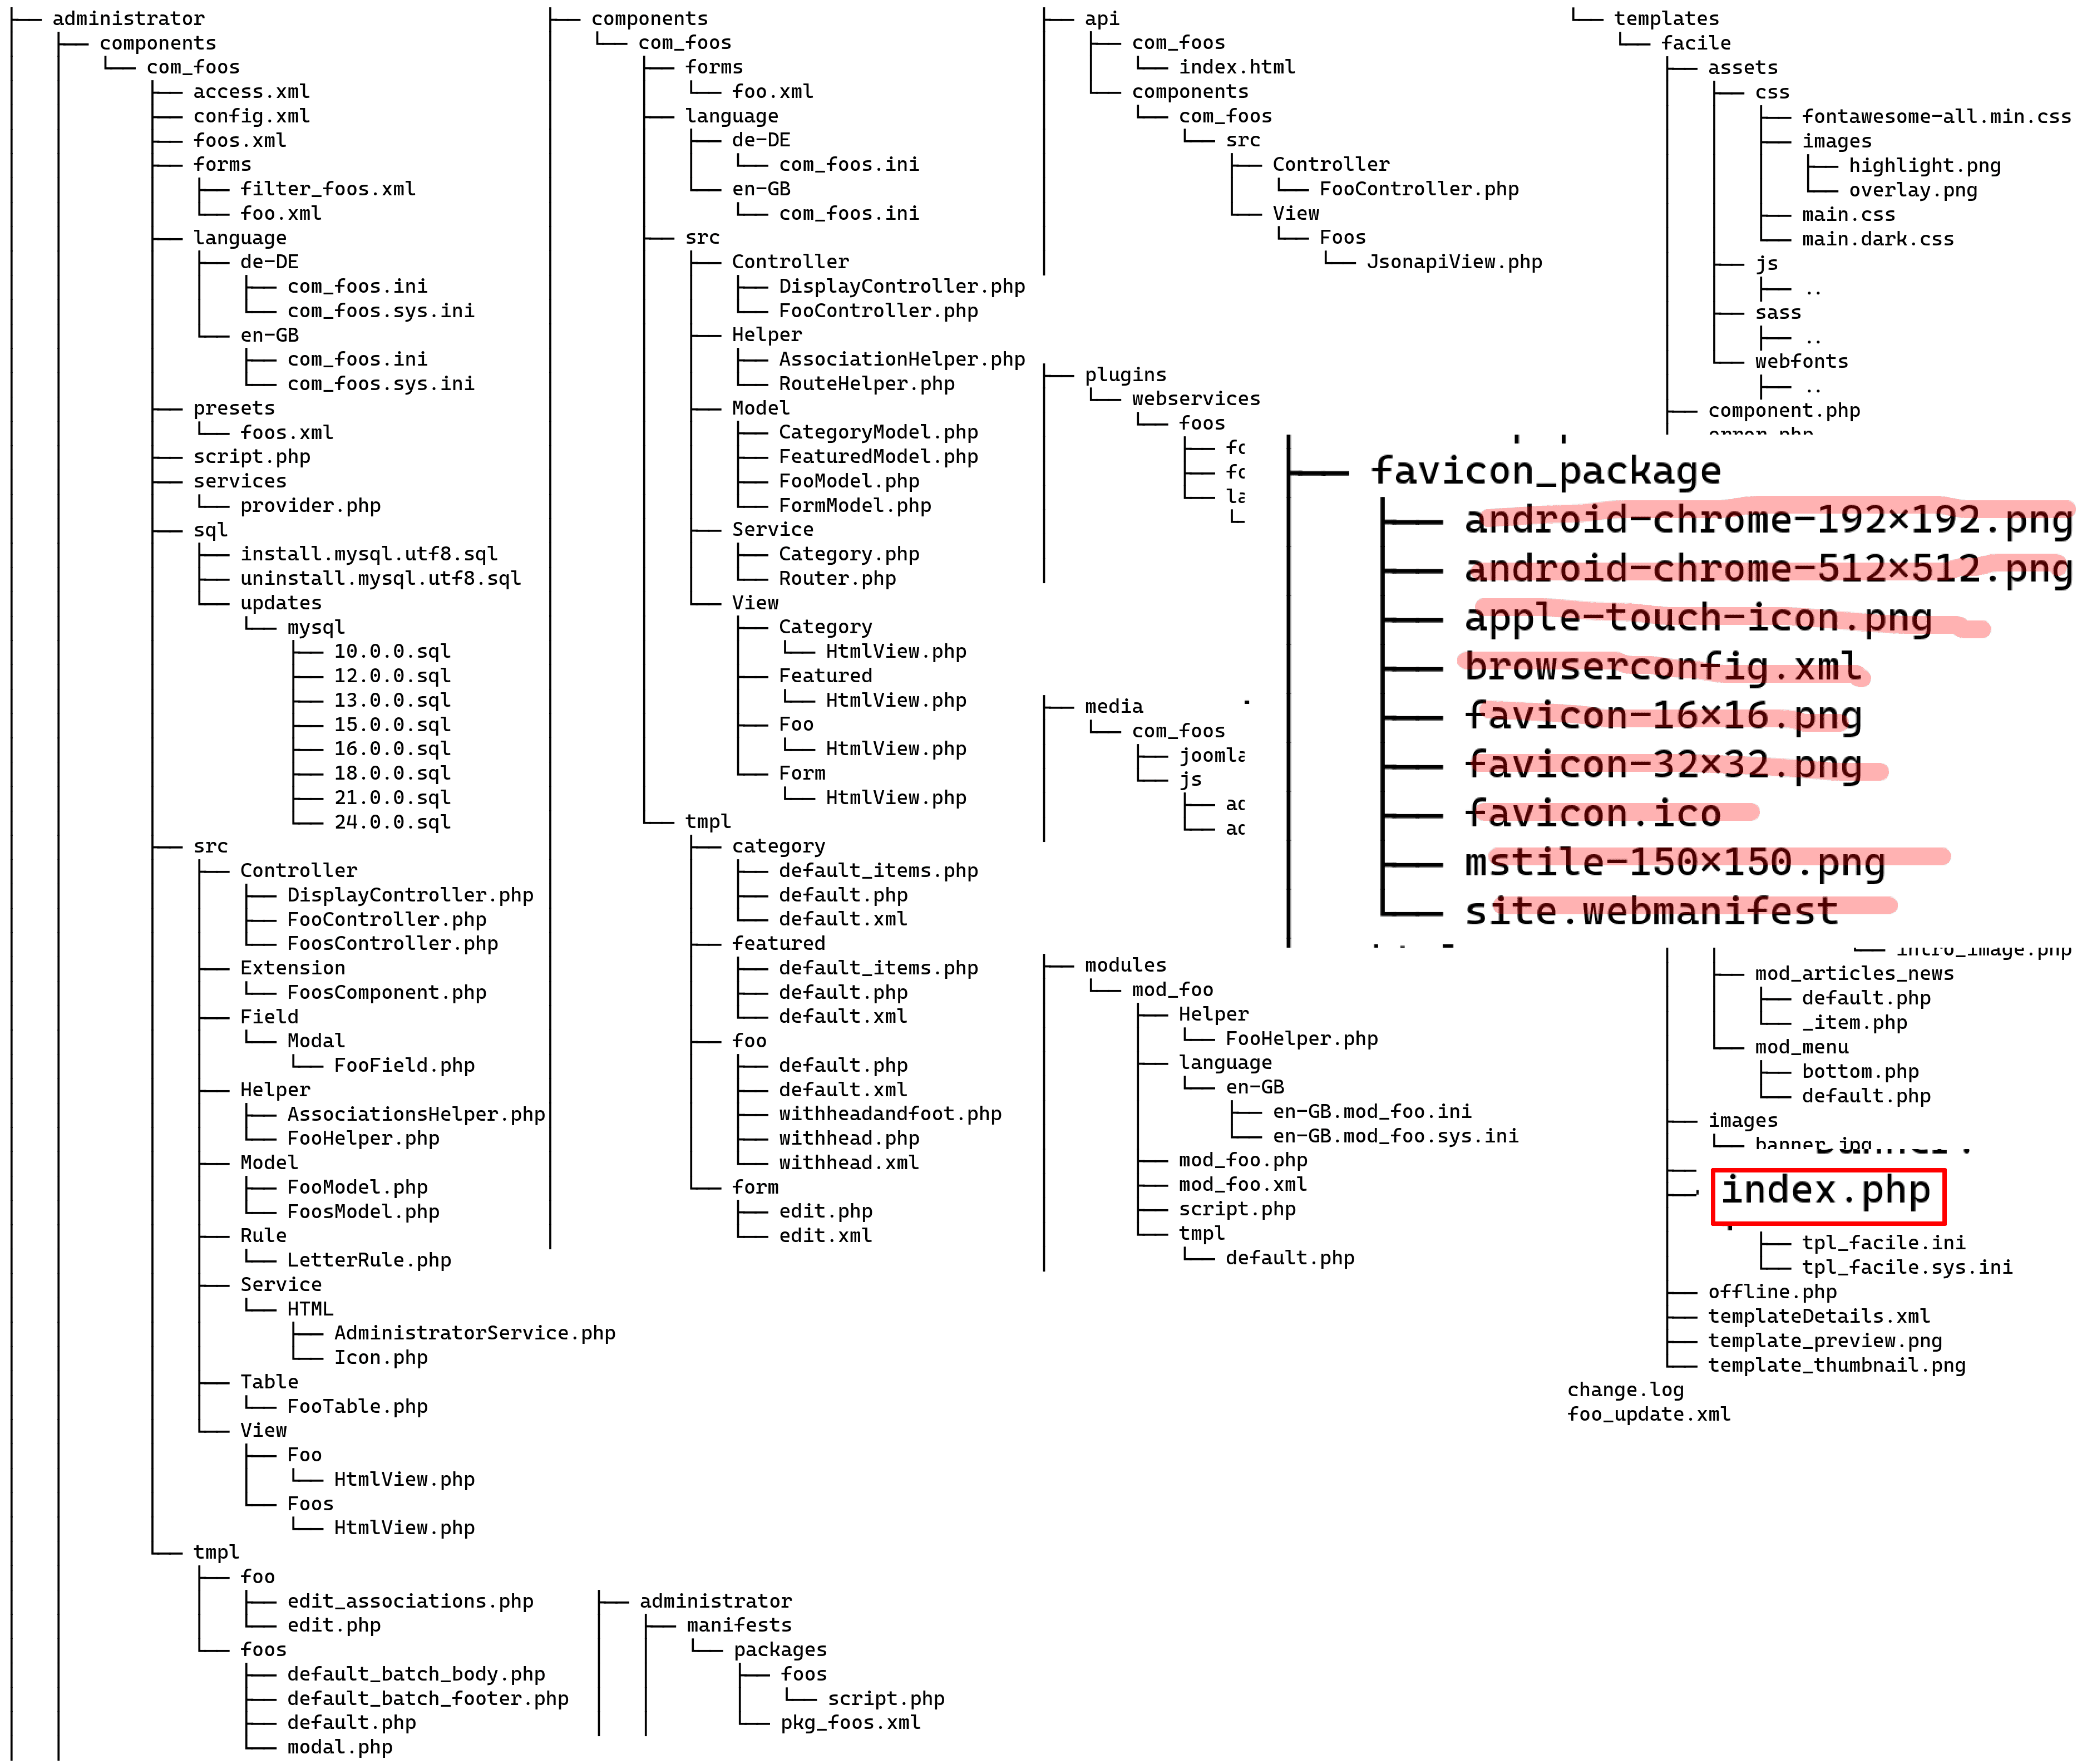 administrator
components
com_foos
access.xml
config.xml
foos.xml
forms
filter_foos.xml
foo.xml
language
de-DE
com_foos.ini
com_foos.sys.ini
en-GB
com_foos.ini
com_foos.sys.ini
presets
foos.xml
script.php
services
provider.php
sql
install.mysql.utf8.sql
uninstall.mysql.utf8.sql
updates
mysql
10.0.0.sql
12.0.0.sql
13.0.0.sql
15.0.0.sql
16.0.0.sql
18.0.0.sql
21.0.0.sql
24.0.0.sql
src
Controller
DisplayController.php
FooController.php
FoosController.php
Extension
FoosComponent.php
Field
Modal
FooField.php
Helper
AssociationsHelper.php
FooHelper.php
Model
FooModel.php
FoosModel.php
Rule
LetterRule.php
Service
HTML
AdministratorService.php
Icon.php
Table
FooTable.php
View
Foo
HtmlView.php
Foos
HtmlView.php
tmpl
foo
edit_associations.php
edit.php
foos
default_batch_body.php
default_batch_footer.php
default.php
modal.php
components
com_foos
forms
foo.xml
language
de-DE
com_foos.ini
en-GB
com_foos.ini
src
Controller
DisplayController.php
FooController.php
Helper
AssociationHelper.php
RouteHelper.php
Model
CategoryModel.php
FeaturedModel.php
FooModel.php
FormModel.php
Service
Category.php
Router.php
View
Category
HtmlView.php
Featured
HtmlView.php
Foo
HtmlView.php
Form
HtmlView.php
tmpl
category
default_items.php
default.php
default.xml
featured
default_items.php
default.php
default.xml
foo
default.php
default.xml
withheadandfoot.php
withhead.php
withhead.xml
form
edit.php
edit.xml
administrator
manifests
packages
foos
script.php
pkg_foos.xml
api
com_foos
index.html
components
com_foos
src
Controller
FooController.php
View
Foos
JsonapiView.php
plugins
webservices
foos
media
com_foos
js
modules
mod_foo
Helper
FooHelper.php
language
en-GB
en-GB.mod_foo.ini
en-GB.mod_foo.sys.ini
mod_foo.php
mod_foo.xml
script.php
tmpl
default.php
templates
facile
assets
css
fontawesome-all.min.css
images
highlight.png
overlay.png
main.css
main.dark.css
js
..
sass
..
webfonts
..
component.php
favicon_package
android-chrome-192×192.png
android-chrome-512×512.png
apple-touch-icon.png
browserconfig.xml
favicon-16×16.png
favicon-32×32.png
favicon.ico
mstile-150×150.png
site.webmanifest
intro_image.php
mod_articles_news
default.php
_item.php
mod_menu
bottom.php
default.php
images
banner.jpg
index.php
tpl_facile.ini
tpl_facile.sys.ini
offline.php
templateDetails.xml
template_preview.png
template_thumbnail.png
change.log
foo_update.xml